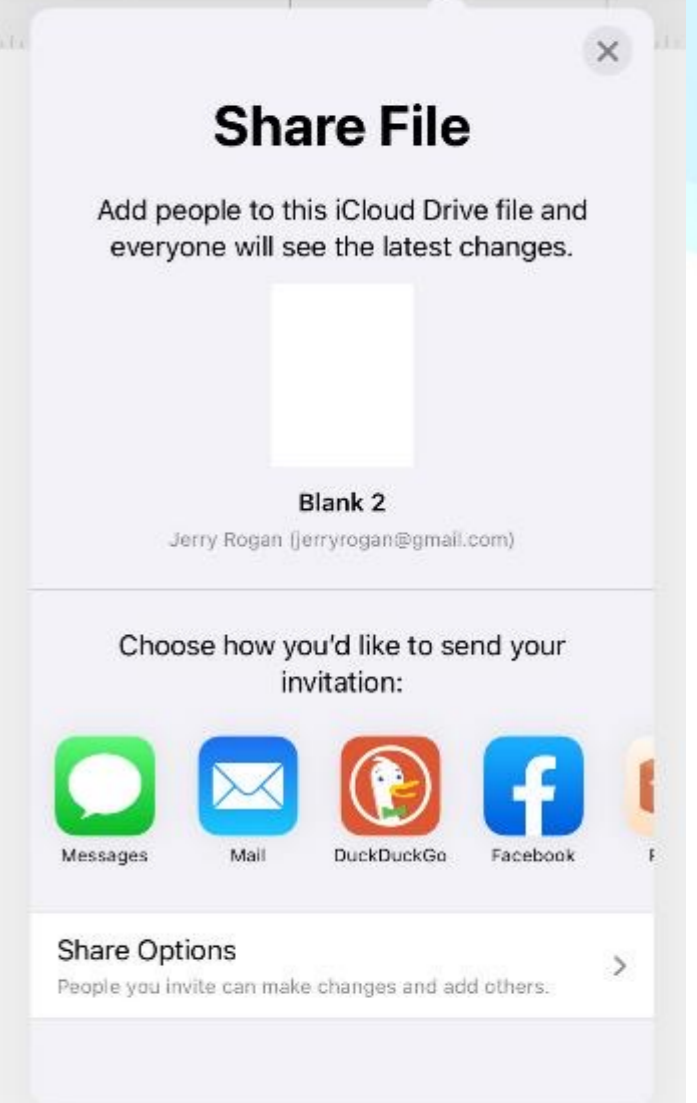 Share File
Add people to this iCloud Drive file and
everyone will see the latest changes.
Blank 2
Jerry Rogan (jerryrogan@gmail.com)
Choose how you'd like to send your
invitation:
Messages
Mail
DuckDuckGo
Facebook
Share Options
People you invite can make changes and add others.